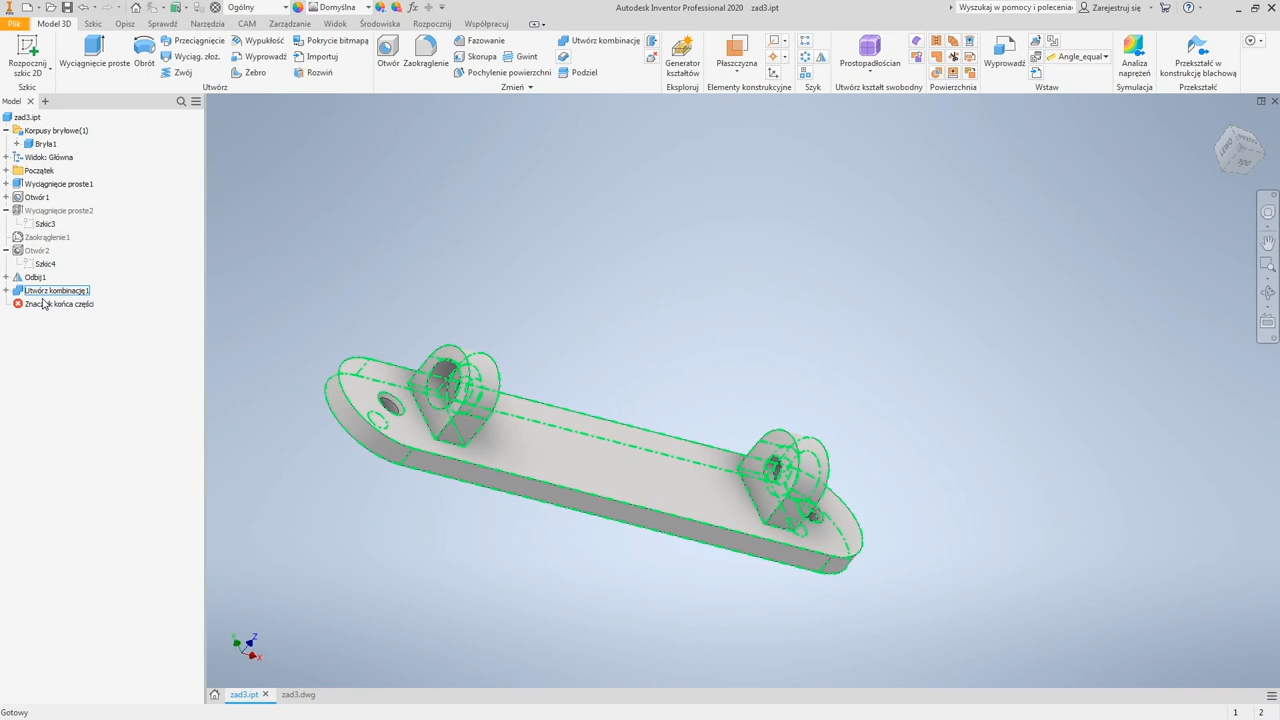 Ogólny
Domyślna
Autodesk Inventor Professional 2020 zad3.ipt
Wyszukaj w pomocy i poleceniach
Zarejestruj się
Plik Model 3D Szkic Opisz Sprawdź Narzędzia CAM Zarządzanie Widok Środowiska Rozpocznij Współpracuj
Rozpocznij
szkic 2D
Wyciągnięcie proste
Obrót
Przeciągnięcie
Wyciąg. złoż.
Zwój
Wypukłość
Wyprowadź
Żebro
Pokrycie bitmapą
Importuj
Rozwiń
Otwór
Zaokrąglenie
Fazowanie
Skorupa
Gwint
Pochylenie powierzchni
Utwórz kombinację
Podziel
Generator
kształtów
Płaszczyzna
Prostopadłościan
Wyprowadź
Angle_equal
Analiza
naprężeń
Przekształć w
konstrukcję blachową
Szkic Utwórz Zmień Eksploruj Elementy konstrukcyjne Szyk Utwórz kształt swobodny Powierzchnia Wstaw Symulacja Przekształć
Model
zad3.ipt
Korpusy bryłowe(1)
Bryła1
Widok: Główna
Początek
Wyciągnięcie proste1
Otwór1
Wyciągnięcie proste2
Szkic3
Zaokrąglenie1
Otwór2
Szkic4
Odbij1
Utwórz kombinację1
Znacznik końca części
X
Z
X
zad3.ipt
zad3.dwg
Gotowy
1 2